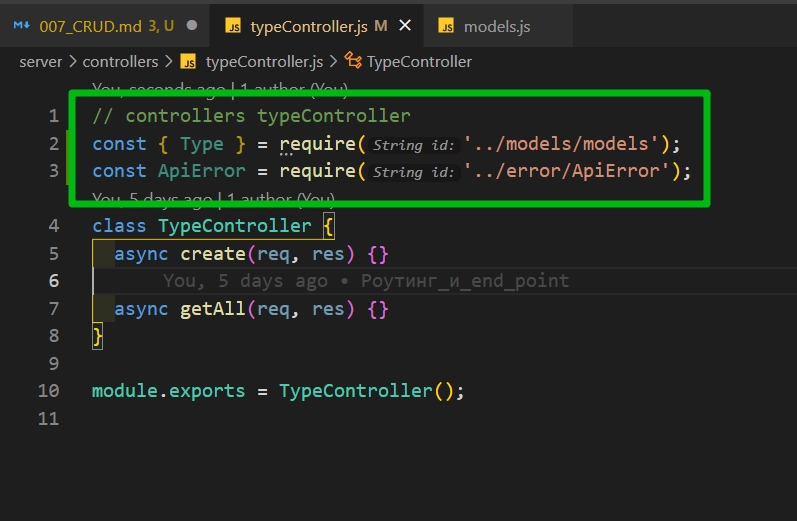 007_CRUD.md 3, U
JS typeController.js M
JS models.js
server > controllers > JS typeController.js > TypeController
You, seconds ago | 1 author (You)
1 // controllers typeController
2 const { Type } = require(String id: '../models/models');
3 const ApiError = require(String id: '../error/ApiError');
You, 5 days ago | 1 author (You)
4 class TypeController {
5 async create(req, res) {}
6 You, 5 days ago • Роутинг_и_end_point
7 async getAll(req, res) {}
8 }
9
10 module.exports = TypeController();
11